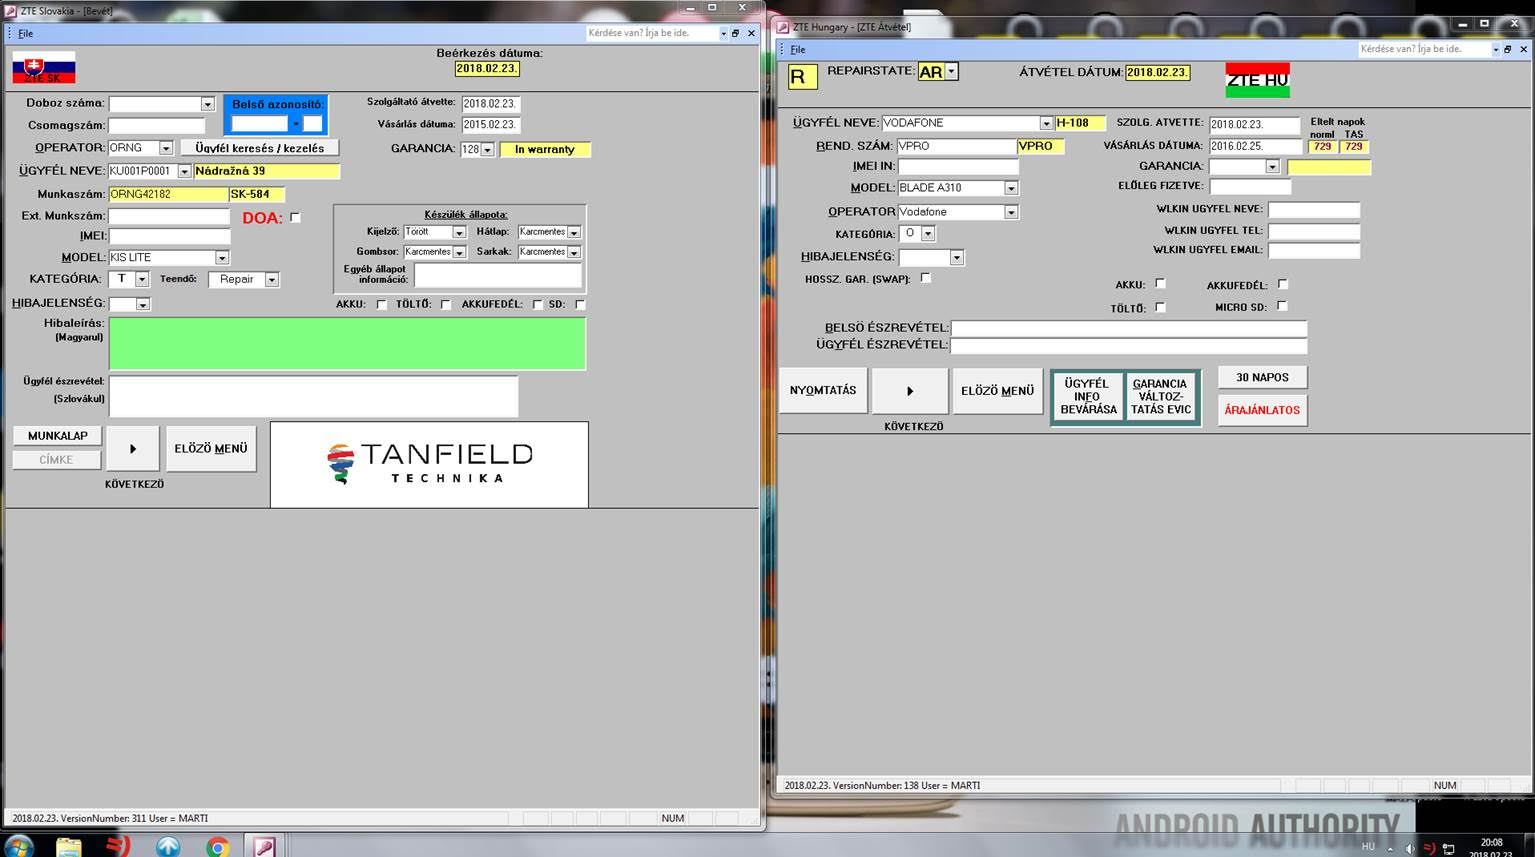 ZTE Slovakia - [Bevét]
File
Kérdése van? Írja be ide.
ZTE SK
Beérkezés dátuma:
2018.02.23.
Doboz száma:
Csomagszám:
Belső azonosító:
-
Szolgáltató átvette: 2018.02.23.
Vásárlás dátuma: 2015.02.23.
OPERATOR: ORNG
Ügyfél keresés / kezelés
GARANCIA: 128 In warranty
ÜGYFÉL NEVE: KU001P0001 Nádražná 39
Munkaszám: ORNG42182 SK-584
Ext. Munkszám:
DOA:
IMEI:
MODEL: KIS LITE
KATEGÓRIA: T Teendő: Repair
HIBAJELENSÉG:
Készülék állapota:
Kijelző: Törött Hátlap: Karcmentes
Gombsor: Karcmentes Sarkak: Karcmentes
Egyéb állapot
információ:
AKKU: TÖLTŐ: AKKUFEDÉL: SD:
Hibaleírás:
(Magyarul)
Ügyfél észrevétel:
(Szlovákul)
MUNKALAP
CÍMKE
KÖVETKEZŐ
ELÖZÖ MENÜ
TANFIELD
TECHNIKA
2018.02.23. VersionNumber: 311 User = MARTI
NUM
ZTE Hungary - [ZTE Átvétel]
File
Kérdése van? Írja be ide.
R
REPAIRSTATE: AR
ÁTVÉTEL DÁTUM: 2018.02.23.
ZTE HU
ÜGYFÉL NEVE: VODAFONE H-108
REND. SZÁM: VPRO VPRO
IMEI IN:
MODEL: BLADE A310
OPERATOR Vodafone
KATEGÓRIA: O
HIBAJELENSÉG:
HOSSZ. GAR. (SWAP):
SZOLG. ATVETTE: 2018.02.23.
VÁSÁRLÁS DÁTUMA: 2016.02.25.
Eltelt napok
norml TAS
729 729
GARANCIA:
ELŐLEG FIZETVE:
WLKIN UGYFEL NEVE:
WLKIN UGYFEL TEL:
WLKIN UGYFEL EMAIL:
AKKU: AKKUFEDÉL:
TÖLTŐ: MICRO SD:
BELSÖ ÉSZREVÉTEL:
ÜGYFÉL ÉSZREVÉTEL:
NYOMTATÁS
KÖVETKEZŐ
ELÖZÖ MENÜ
ÜGYFÉL
INFO
BEVÁRÁSA
GARANCIA
VÁLTOZ-
TATÁS EVIC
30 NAPOS
ÁRAJÁNLATOS
2018.02.23. VersionNumber: 138 User = MARTI
NUM
ANDROID AUTHORITY
HU
20:08
2018.02.23.